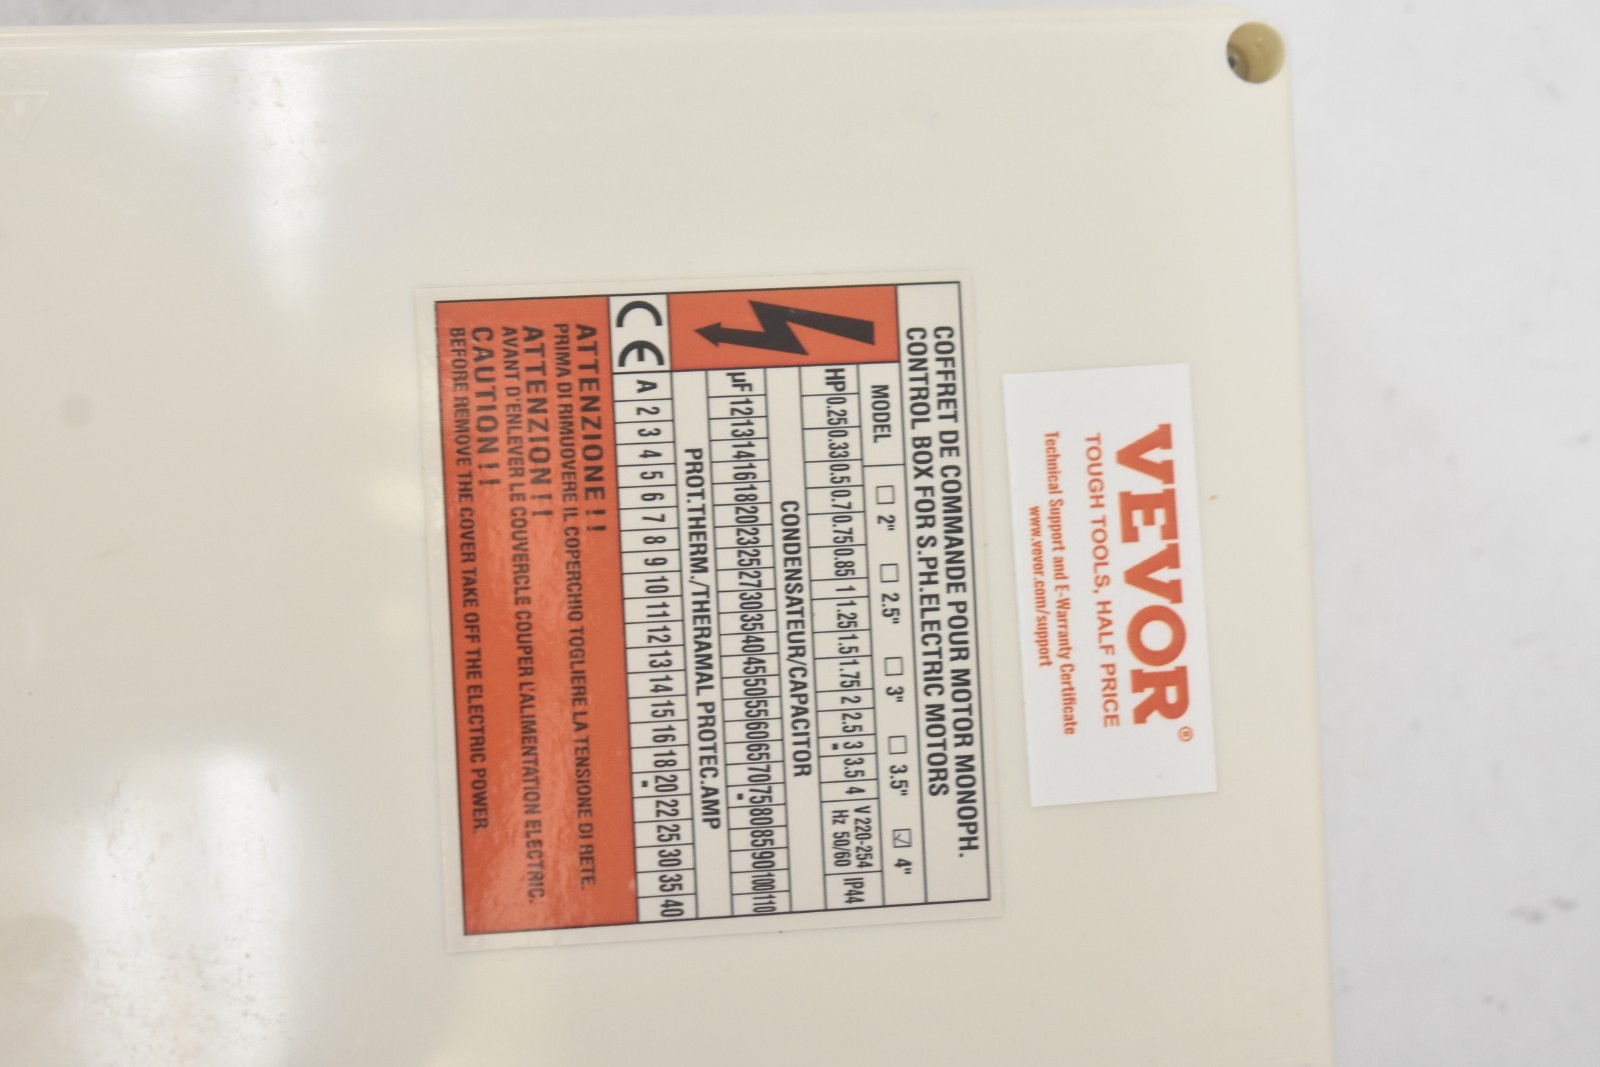 VEVOR®
TOUGH TOOLS, HALF PRICE
Technical Support and E-Warranty Certificate
www.vevor.com/support
COFFRET DE COMMANDE POUR MOTOR MONOPH.
CONTROL BOX FOR S.PH.ELECTRIC MOTORS
MODEL ☐ 2" ☐ 2.5" ☐ 3" ☐ 3.5" ☑ 4"
HP 0.25 0.33 0.5 0.7 0.75 0.85 1 1.25 1.5 1.75 2 2.5 3 3.5 4 V 220-254 IP44
Hz 50/60
CONDENSATEUR/CAPACITOR
µF 12 13 14 16 18 20 23 25 27 30 35 40 45 50 55 60 65 70 75 80 85 90 100 110
PROT.THERM./THERAMAL PROTEC.AMP
CE A 2 3 4 5 6 7 8 9 10 11 12 13 14 15 16 18 20 22 25 30 35 40
ATTENZIONE!!
PRIMA DI RIMUOVERE IL COPERCHIO TOGLIERE LA TENSIONE DI RETE.
ATTENZION!!
AVANT D'ENLEVER LE COUVERCLE COUPER L'ALIMENTATION ELECTRIC.
CAUTION!!
BEFORE REMOVE THE COVER TAKE OFF THE ELECTRIC POWER.